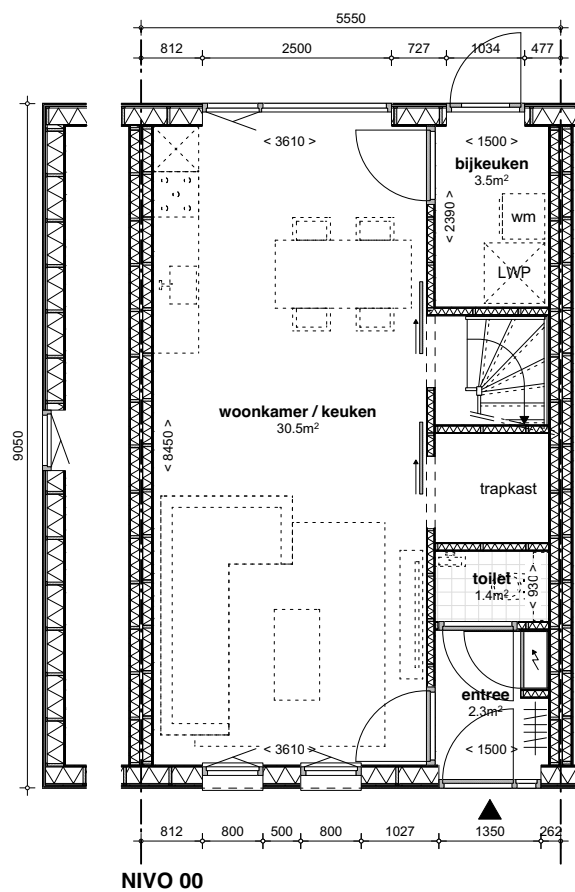 5550
812 2500 727 1034 477
< 3610 > < 1500 >
bijkeuken
3.5m²
< 2390 >
wm
LWP
woonkamer / keuken
30.5m²
9050
< 8450 >
trapkast
toilet
1.4m²
< 930 >
entree
2.3m²
< 3610 > < 1500 >
812 800 500 800 1027 1350 262
NIVO 00